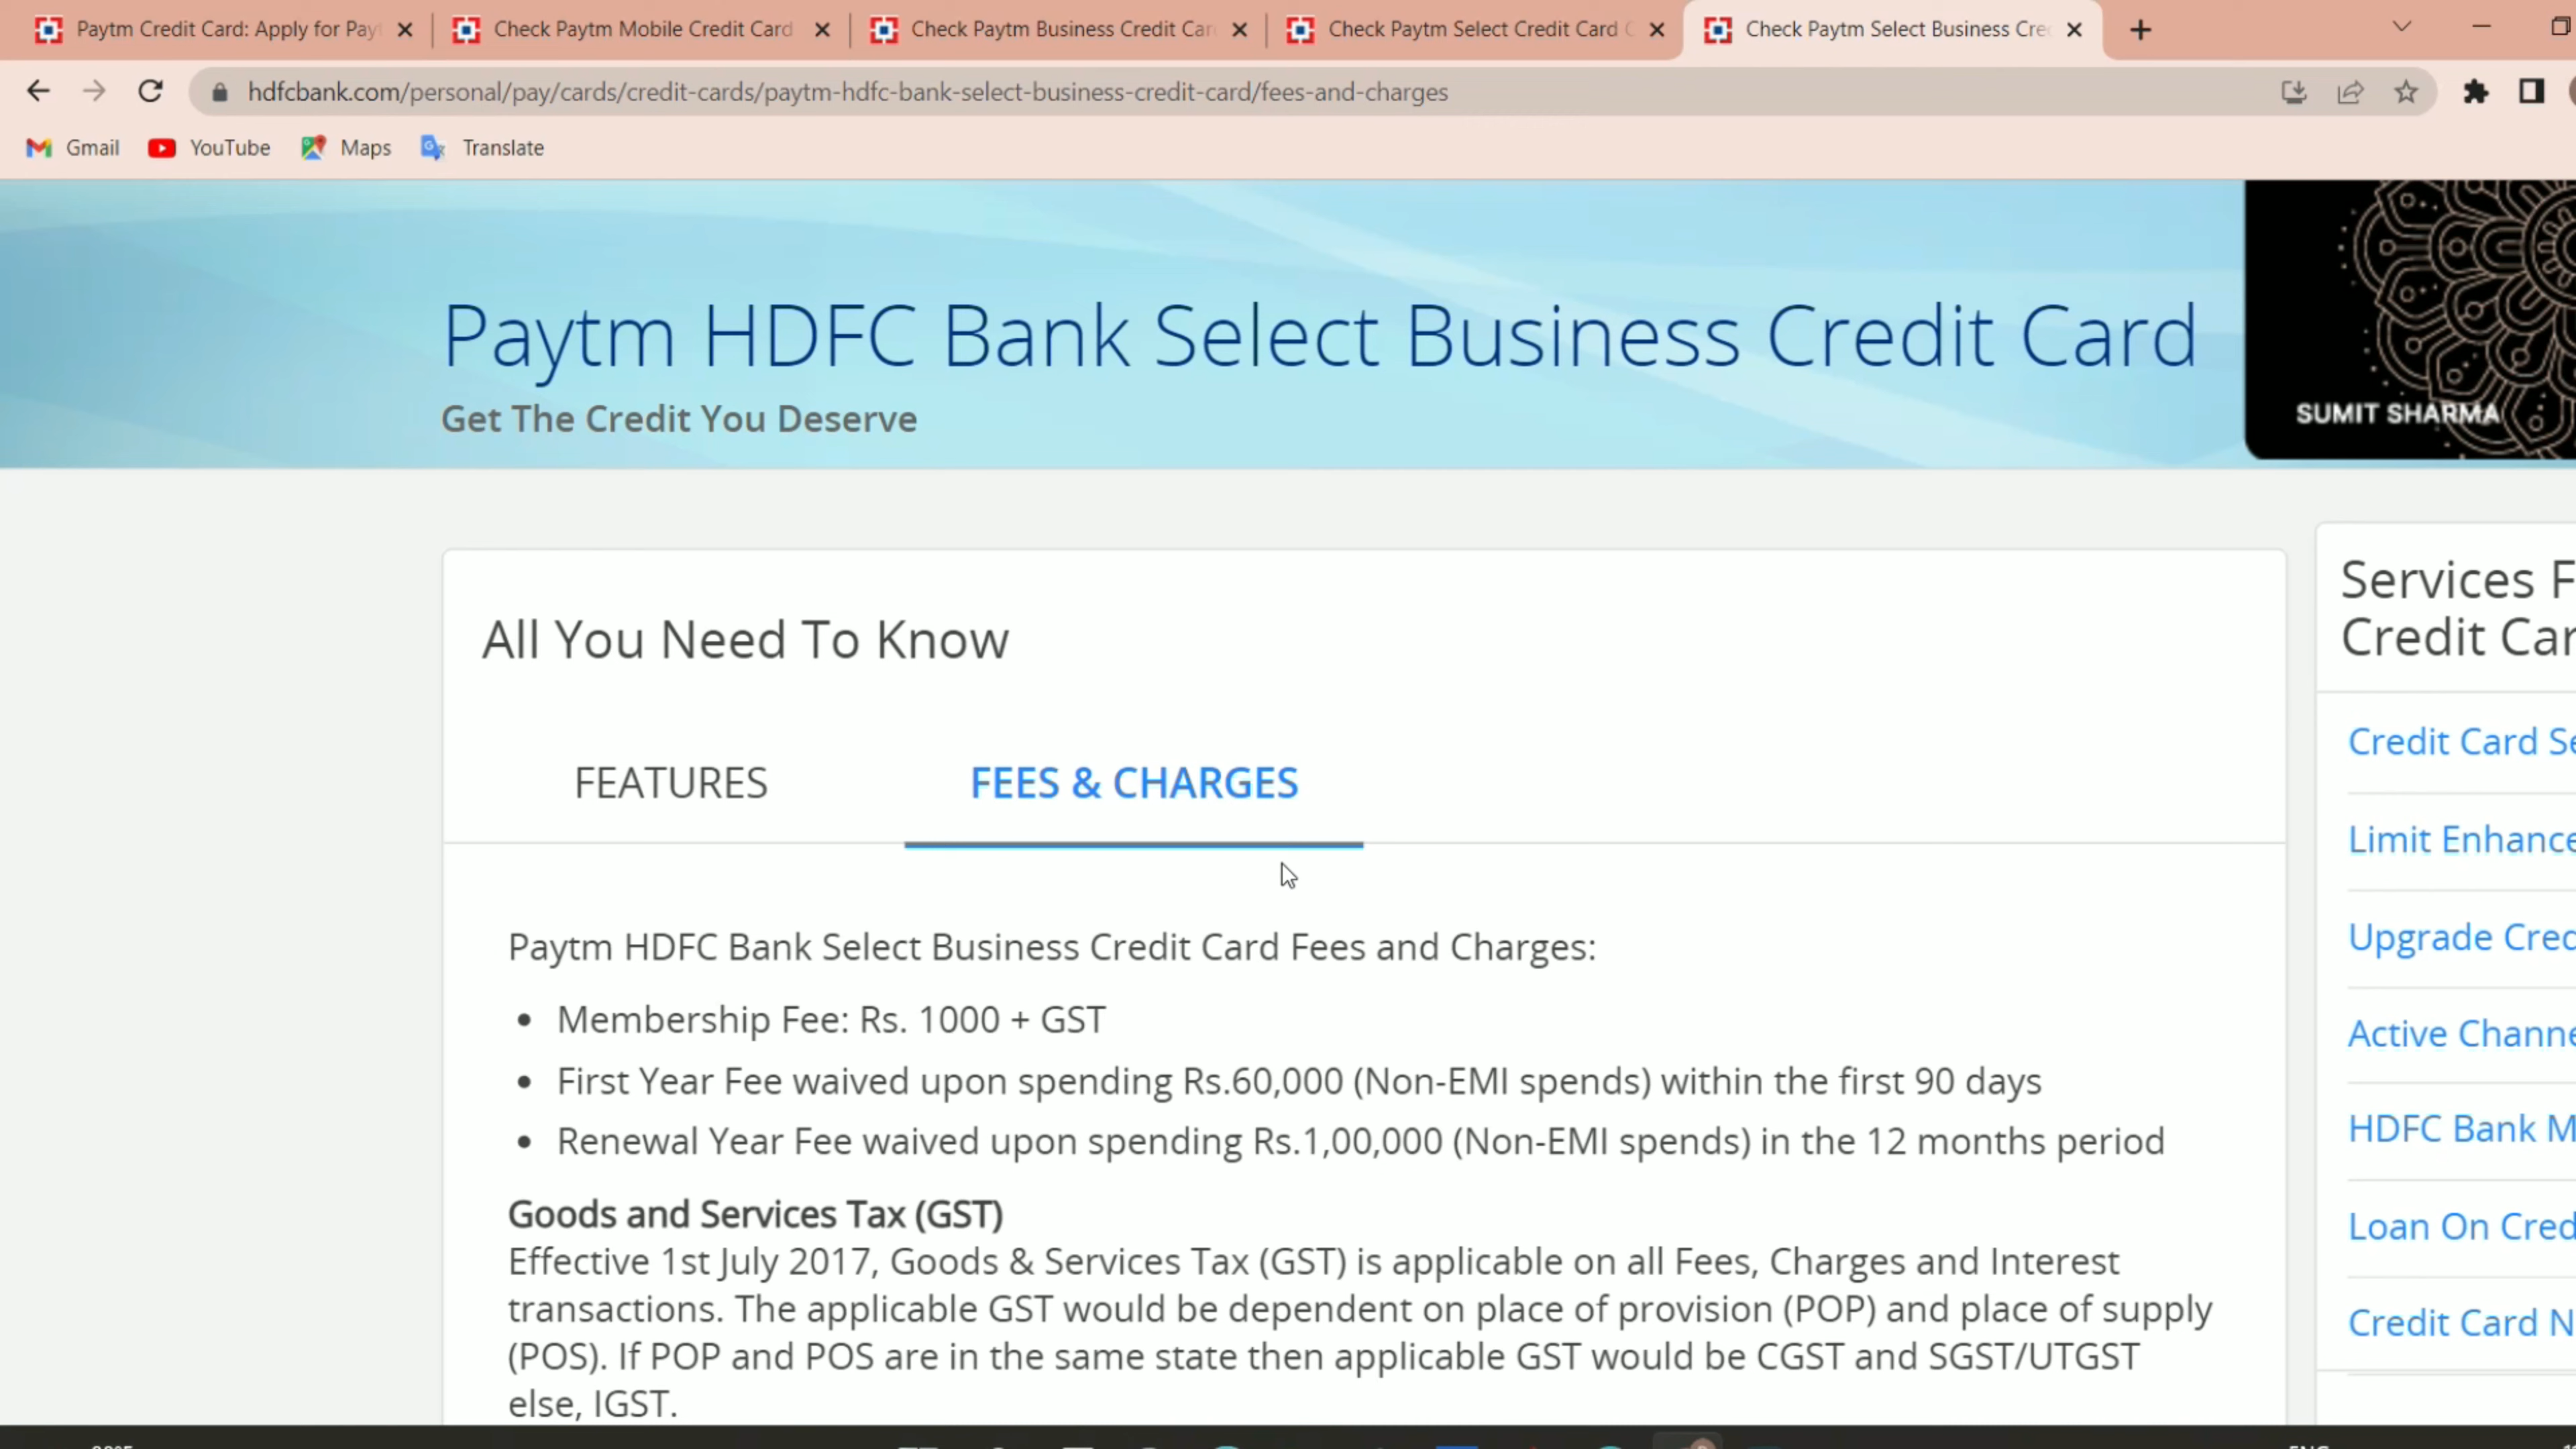 Paytm Credit Card: Apply for Pay
Check Paytm Mobile Credit Card
Check Paytm Business Credit Car
Check Paytm Select Credit Card
Check Paytm Select Business Cre
hdfcbank.com/personal/pay/cards/credit-cards/paytm-hdfc-bank-select-business-credit-card/fees-and-charges
Gmail YouTube Maps Translate
Paytm HDFC Bank Select Business Credit Card
Get The Credit You Deserve
SUMIT SHARMA
All You Need To Know
FEATURES FEES & CHARGES
Paytm HDFC Bank Select Business Credit Card Fees and Charges:
• Membership Fee: Rs. 1000 + GST
• First Year Fee waived upon spending Rs.60,000 (Non-EMI spends) within the first 90 days
• Renewal Year Fee waived upon spending Rs.1,00,000 (Non-EMI spends) in the 12 months period
Goods and Services Tax (GST)
Effective 1st July 2017, Goods & Services Tax (GST) is applicable on all Fees, Charges and Interest
transactions. The applicable GST would be dependent on place of provision (POP) and place of supply
(POS). If POP and POS are in the same state then applicable GST would be CGST and SGST/UTGST
else, IGST.
Services F
Credit Car
Credit Card Se
Limit Enhance
Upgrade Cred
Active Channe
HDFC Bank M
Loan On Cred
Credit Card N